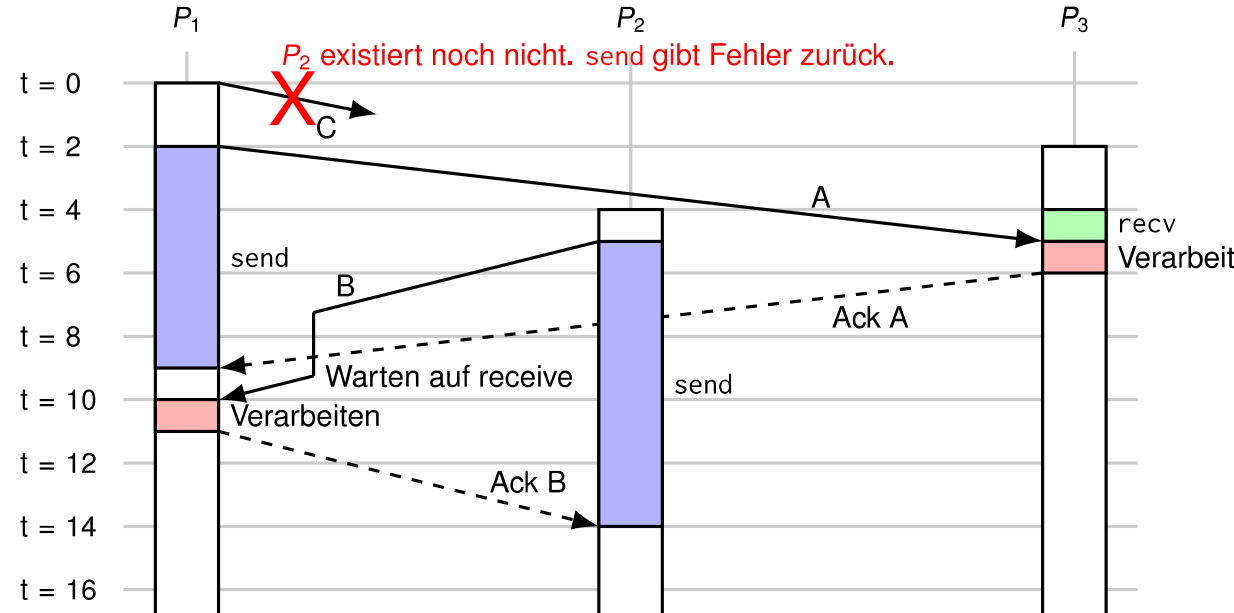 P1 P2 P3
P2 existiert noch nicht. send gibt Fehler zurück.
t = 0
C
t = 2
A
t = 4
recv
send
Verarbeit
t = 6
B
Ack A
t = 8
Warten auf receive
send
t = 10
Verarbeiten
t = 12
Ack B
t = 14
t = 16